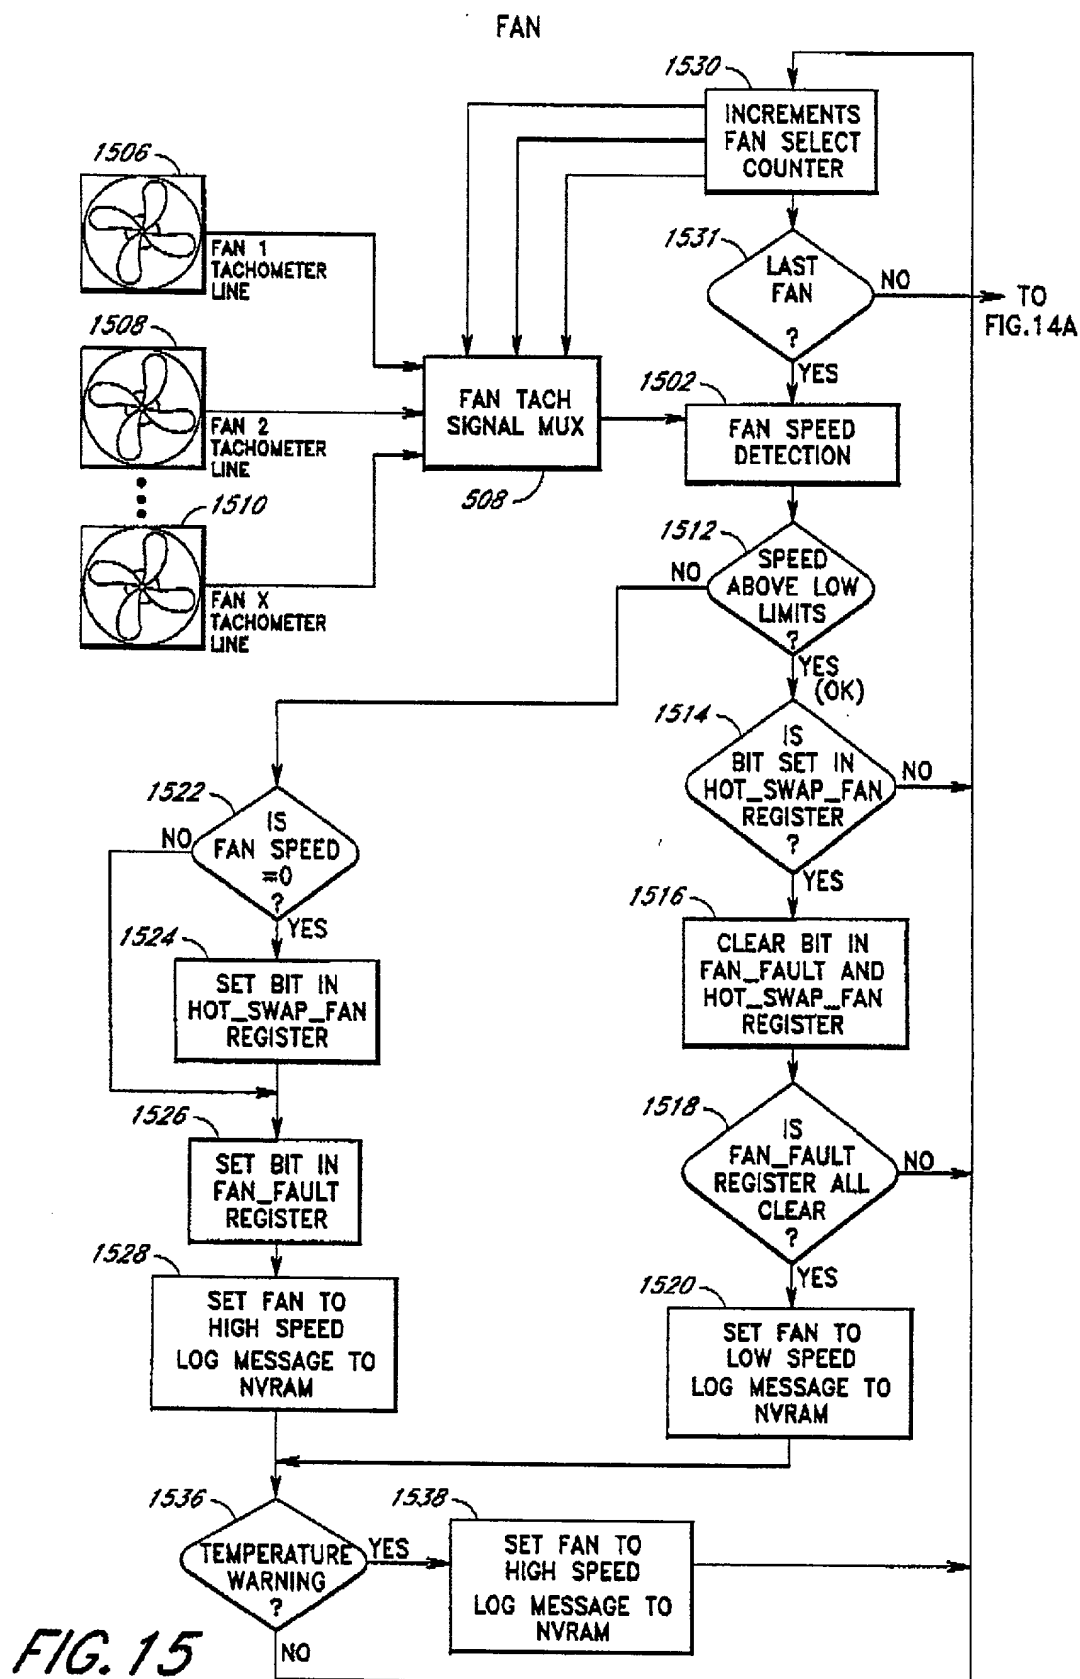 FAN
1530
INCREMENTS
FAN SELECT
COUNTER
1506
FAN 1
TACHOMETER
LINE
1531
LAST
FAN
?
NO
TO
FIG.14A
YES
1508
FAN 2
TACHOMETER
LINE
FAN TACH
SIGNAL MUX
508
1502
FAN SPEED
DETECTION
1510
FAN X
TACHOMETER
LINE
1512
SPEED
ABOVE LOW
LIMITS
?
NO
YES
(OK)
1514
IS
BIT SET IN
HOT_SWAP_FAN
REGISTER
?
NO
YES
1522
IS
FAN SPEED
=0
?
NO
YES
1516
CLEAR BIT IN
FAN_FAULT AND
HOT_SWAP_FAN
REGISTER
1524
SET BIT IN
HOT_SWAP_FAN
REGISTER
1518
IS
FAN_FAULT
REGISTER ALL
CLEAR
?
NO
YES
1526
SET BIT IN
FAN_FAULT
REGISTER
1528
SET FAN TO
HIGH SPEED
LOG MESSAGE TO
NVRAM
1520
SET FAN TO
LOW SPEED
LOG MESSAGE TO
NVRAM
1536
TEMPERATURE
WARNING
?
YES
NO
1538
SET FAN TO
HIGH SPEED
LOG MESSAGE TO
NVRAM
FIG. 15